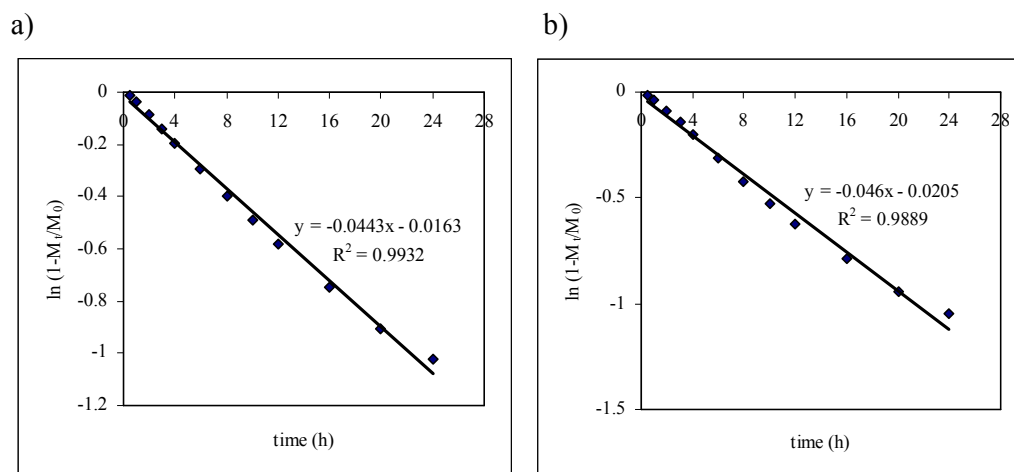 a)
0
-0.2
-0.4
-0.6
-0.8
-1
-1.2
0 4 8 12 16 20 24 28
y = -0.0443x - 0.0163
R² = 0.9932
ln (1-Mt/M0)
time (h)
b)
0
-0.5
-1
-1.5
0 4 8 12 16 20 24 28
y = -0.046x - 0.0205
R² = 0.9889
ln (1-Mt/M0)
time (h)